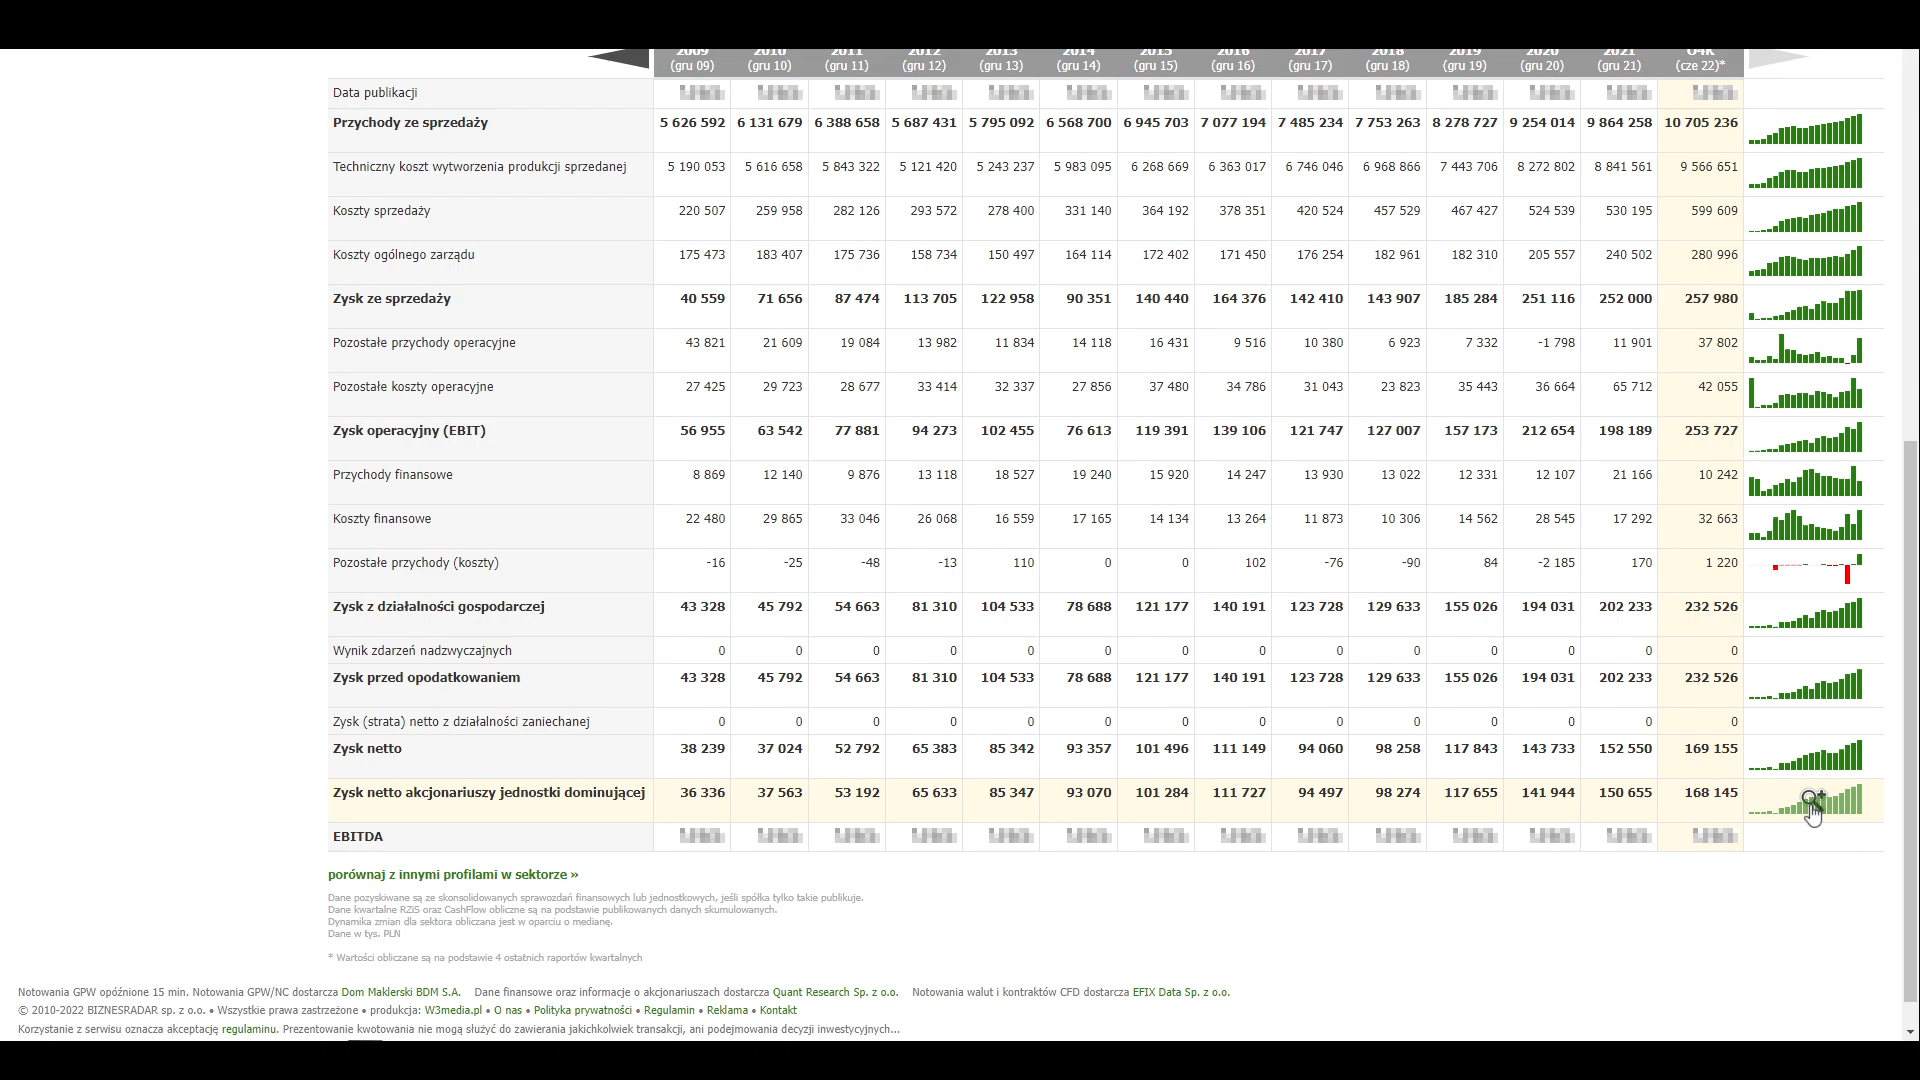 2009 2010 2011 2012 2013 2014 2015 2016 2017 2018 2019 2020 2021 O4K
(gru 09) (gru 10) (gru 11) (gru 12) (gru 13) (gru 14) (gru 15) (gru 16) (gru 17) (gru 18) (gru 19) (gru 20) (gru 21) (cze 22)*
Data publikacji
Przychody ze sprzedaży 5 626 592 6 131 679 6 388 658 5 687 431 5 795 092 6 568 700 6 945 703 7 077 194 7 485 234 7 753 263 8 278 727 9 254 014 9 864 258 10 705 236
Techniczny koszt wytworzenia produkcji sprzedanej 5 190 053 5 616 658 5 843 322 5 121 420 5 243 237 5 983 095 6 268 669 6 363 017 6 746 046 6 968 866 7 443 706 8 272 802 8 841 561 9 566 651
Koszty sprzedaży 220 507 259 958 282 126 293 572 278 400 331 140 364 192 378 351 420 524 457 529 467 427 524 539 530 195 599 609
Koszty ogólnego zarządu 175 473 183 407 175 736 158 734 150 497 164 114 172 402 171 450 176 254 182 961 182 310 205 557 240 502 280 996
Zysk ze sprzedaży 40 559 71 656 87 474 113 705 122 958 90 351 140 440 164 376 142 410 143 907 185 284 251 116 252 000 257 980
Pozostałe przychody operacyjne 43 821 21 609 19 084 13 982 11 834 14 118 16 431 9 516 10 380 6 923 7 332 -1 798 11 901 37 802
Pozostałe koszty operacyjne 27 425 29 723 28 677 33 414 32 337 27 856 37 480 34 786 31 043 23 823 35 443 36 664 65 712 42 055
Zysk operacyjny (EBIT) 56 955 63 542 77 881 94 273 102 455 76 613 119 391 139 106 121 747 127 007 157 173 212 654 198 189 253 727
Przychody finansowe 8 869 12 140 9 876 13 118 18 527 19 240 15 920 14 247 13 930 13 022 12 331 12 107 21 166 10 242
Koszty finansowe 22 480 29 865 33 046 26 068 16 559 17 165 14 134 13 264 11 873 10 306 14 562 28 545 17 292 32 663
Pozostałe przychody (koszty) -16 -25 -48 -13 110 0 0 102 -76 -90 84 -2 185 170 1 220
Zysk z działalności gospodarczej 43 328 45 792 54 663 81 310 104 533 78 688 121 177 140 191 123 728 129 633 155 026 194 031 202 233 232 526
Wynik zdarzeń nadzwyczajnych 0 0 0 0 0 0 0 0 0 0 0 0 0 0
Zysk przed opodatkowaniem 43 328 45 792 54 663 81 310 104 533 78 688 121 177 140 191 123 728 129 633 155 026 194 031 202 233 232 526
Zysk (strata) netto z działalności zaniechanej 0 0 0 0 0 0 0 0 0 0 0 0 0 0
Zysk netto 38 239 37 024 52 792 65 383 85 342 93 357 101 496 111 149 94 060 98 258 117 843 143 733 152 550 169 155
Zysk netto akcjonariuszy jednostki dominującej 36 336 37 563 53 192 65 633 85 347 93 070 101 284 111 727 94 497 98 274 117 655 141 944 150 655 168 145
EBITDA
porównaj z innymi profilami w sektorze »
Dane pozyskiwane są ze skonsolidowanych sprawozdań finansowych lub jednostkowych, jeśli spółka tylko takie publikuje.
Dane kwartalne RZiS oraz CashFlow obliczne są na podstawie publikowanych danych skumulowanych.
Dynamika zmian dla sektora obliczana jest w oparciu o medianę.
Dane w tys. PLN
* Wartości obliczane są na podstawie 4 ostatnich raportów kwartalnych
Notowania GPW opóźnione 15 min. Notowania GPW/NC dostarcza Dom Maklerski BDM S.A. Dane finansowe oraz informacje o akcjonariuszach dostarcza Quant Research Sp. z o.o. Notowania walut i kontraktów CFD dostarcza EFIX Data Sp. z o.o.
© 2010-2022 BIZNESRADAR sp. z o.o. • Wszystkie prawa zastrzeżone • produkcja: W3media.pl • O nas • Polityka prywatności • Regulamin • Reklama • Kontakt
Korzystanie z serwisu oznacza akceptację regulaminu. Prezentowanie kwotowania nie mogą służyć do zawierania jakichkolwiek transakcji, ani podejmowania decyzji inwestycyjnych...